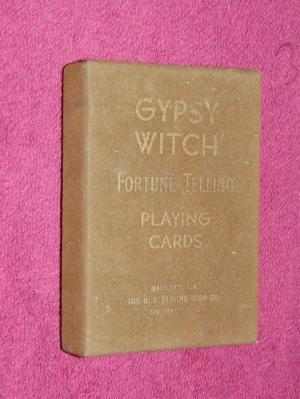 GYPSY
WITCH
FORTUNE TELLING
PLAYING
CARDS
THE U.S. PLAYING CARD CO.